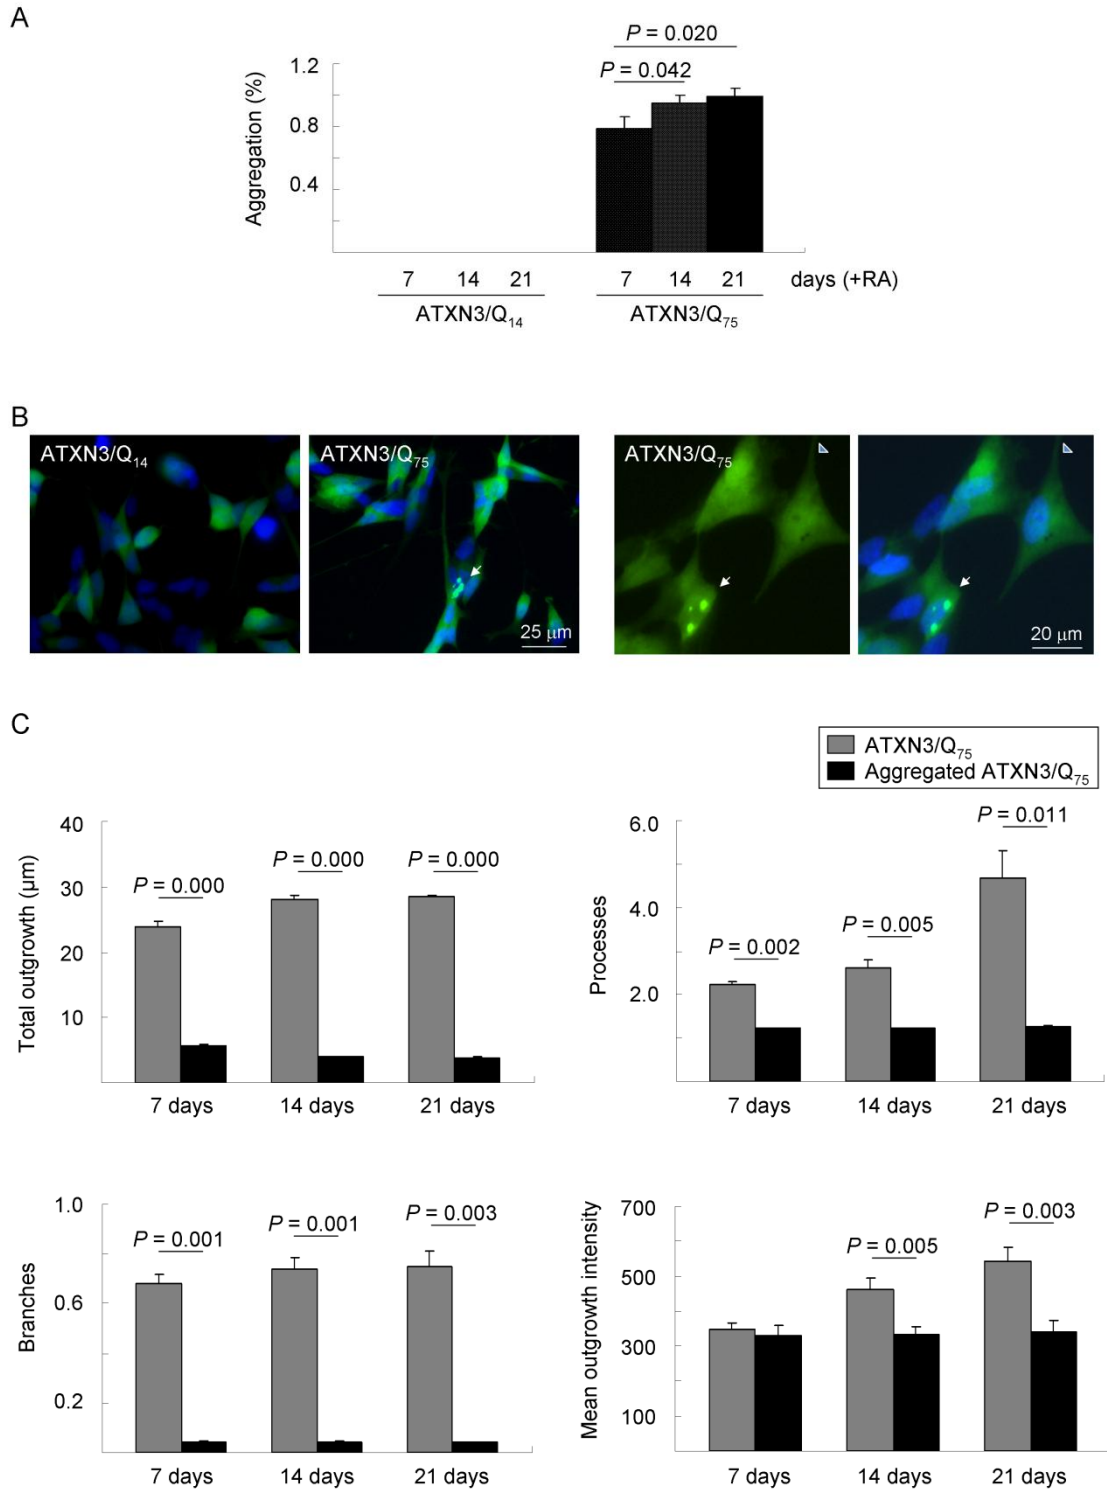 A
P = 0.020
P = 0.042
Aggregation (%)
1.2
0.8
0.4
7 14 21 7 14 21 days (+RA)
ATXN3/Q14 ATXN3/Q75
B
ATXN3/Q14 ATXN3/Q75 ATXN3/Q75
25 µm 20 µm
C
ATXN3/Q75
Aggregated ATXN3/Q75
Total outgrowth (µm)
40
30
20
10
P = 0.000 P = 0.000 P = 0.000
7 days 14 days 21 days
Processes
6.0
4.0
2.0
P = 0.002 P = 0.005 P = 0.011
7 days 14 days 21 days
Branches
1.0
0.6
0.2
P = 0.001 P = 0.001 P = 0.003
7 days 14 days 21 days
Mean outgrowth intensity
700
500
300
100
P = 0.005 P = 0.003
7 days 14 days 21 days